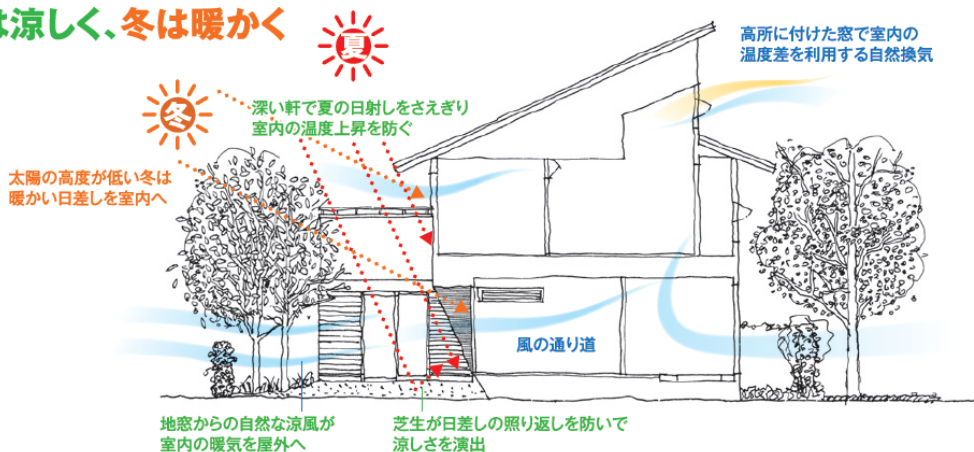 は涼しく、冬は暖かく
夏
高所に付けた窓で室内の
温度差を利用する自然換気
冬
深い軒で夏の日射しをさえぎり
室内の温度上昇を防ぐ
太陽の高度が低い冬は
暖かい日差しを室内へ
風の通り道
地窓からの自然な涼風が
室内の暖気を屋外へ
芝生が日差しの照り返しを防いで
涼しさを演出